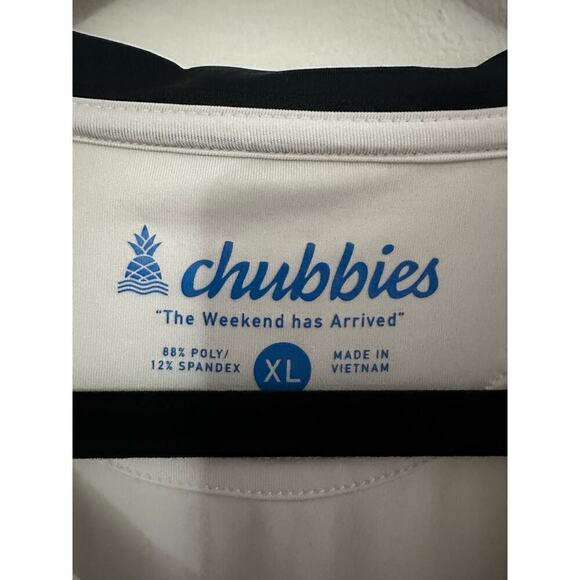 chubbies
"The Weekend has Arrived"
88% POLY/
12% SPANDEX
XL
MADE IN
VIETNAM